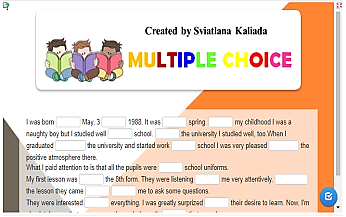 Created by Sviatlana Kaliada
MULTIPLE CHOICE
I was born May, 3 1988. It was spring. my childhood I was a
naughty boy but I studied well school. the university I studied well, too.When I
graduated the university and started work school I was very pleased the
positive atmosphere there.
What I paid attention to is that all the pupils were school uniforms.
My first lesson was the 8th form. They were listening me very attentively.
the lesson they came me to ask some questions.
They were interested everything. I was greatly surprized their desire to learn. Now, I'm